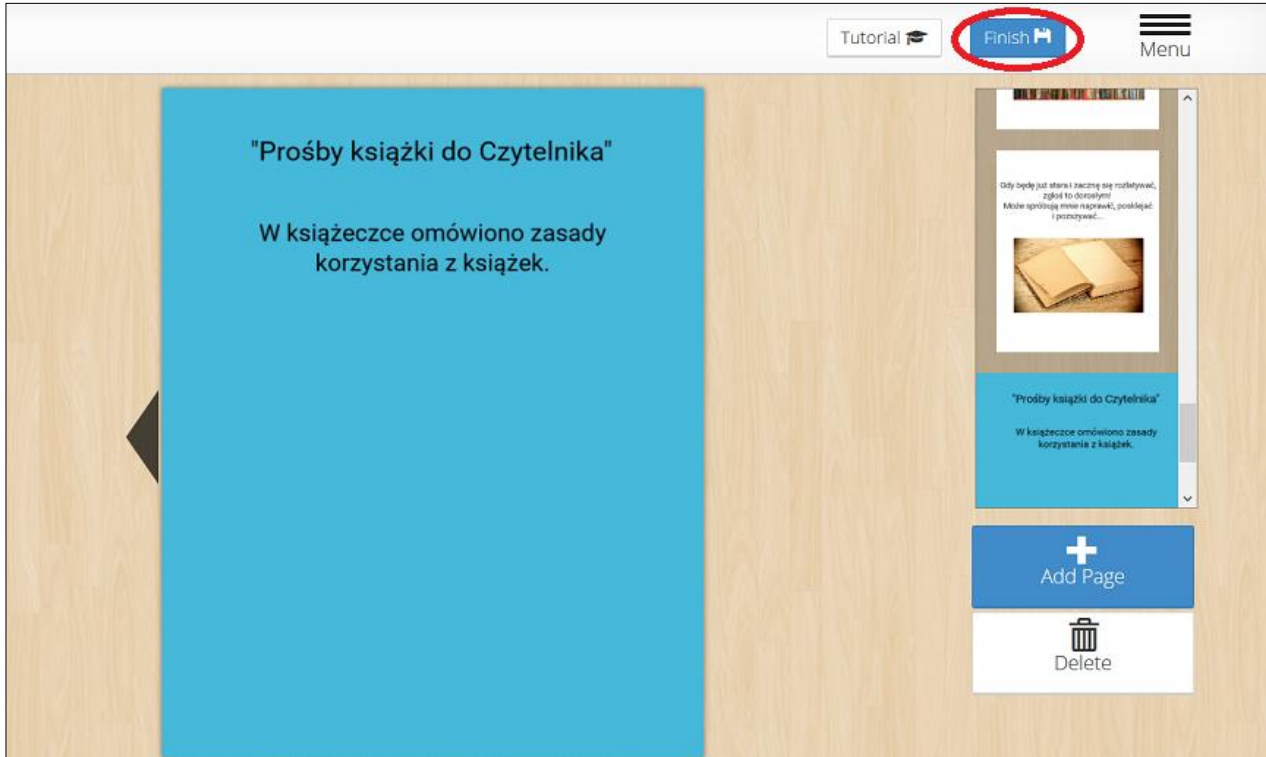 Tutorial
Finish
Menu
"Prośby książki do Czytelnika"
W książeczce omówiono zasady
korzystania z książek.
Gdy będę już stara i zacznę się rozlatywać,
zgłoś to dorosłym!
Może spróbują mnie naprawić, posklejać
i pozszywać...
"Prośby książki do Czytelnika"
W książeczce omówiono zasady
korzystania z książek.
Add Page
Delete